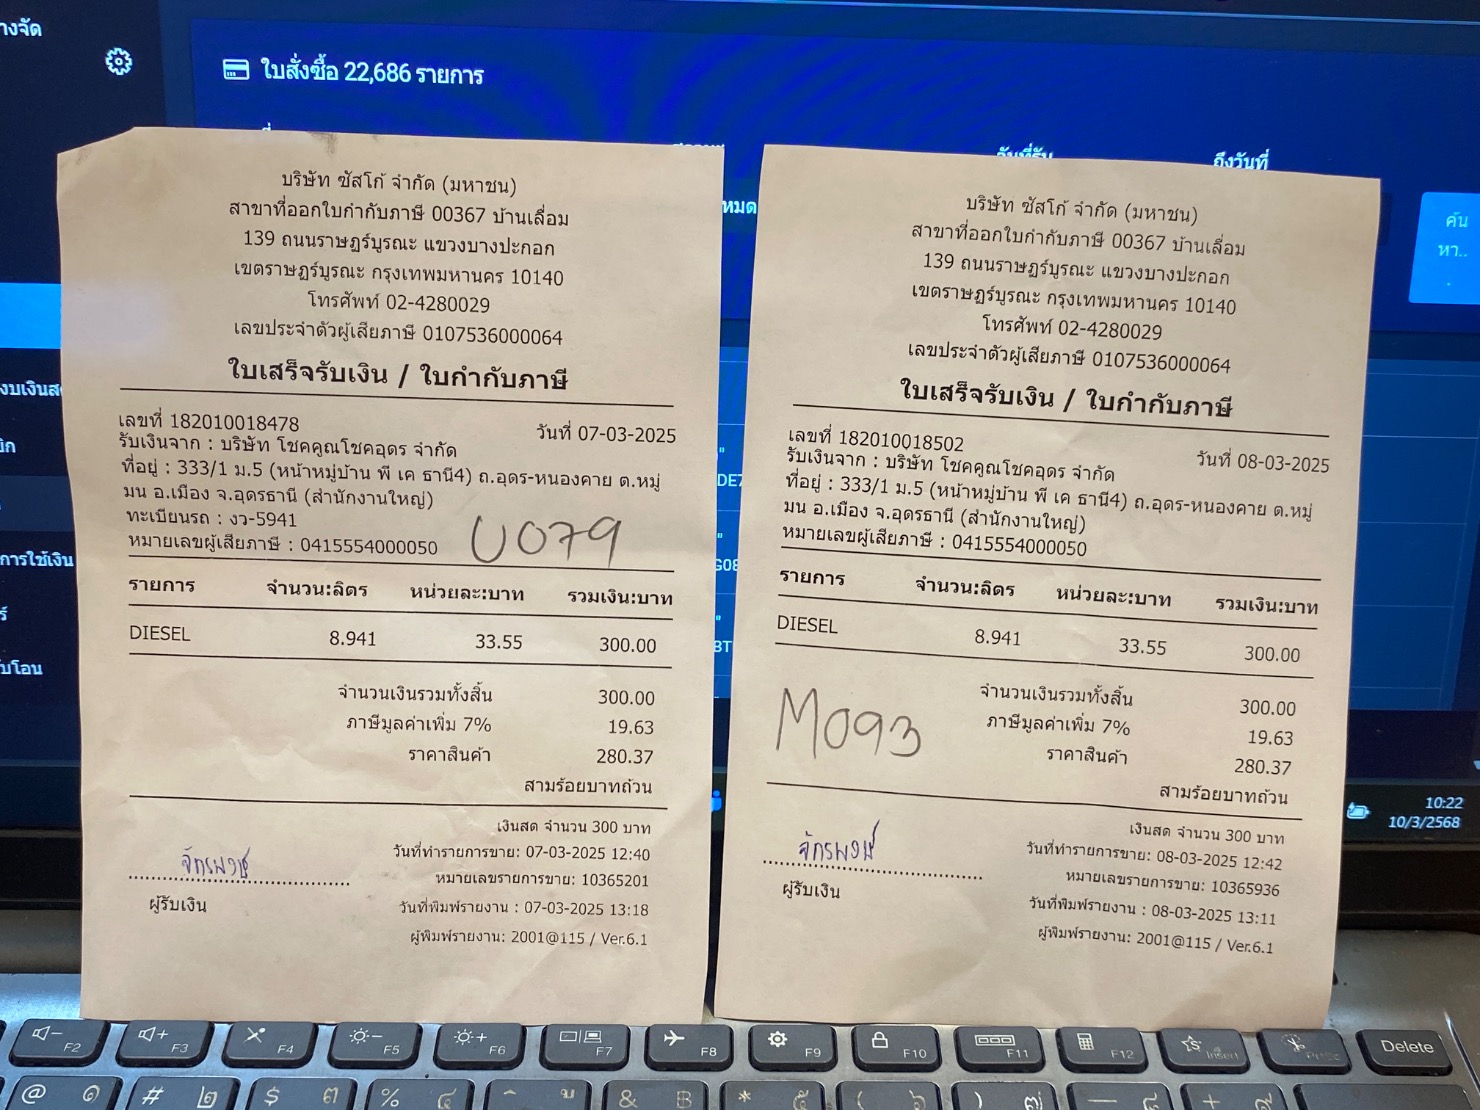 างจัด
ใบสั่งซื้อ 22,686 รายการ
วันที่รับ
ถึงวันที่
ค้น
หา..
บริษัท ซัสโก้ จำกัด (มหาชน)
สาขาที่ออกใบกำกับภาษี 00367 บ้านเลื่อม
139 ถนนราษฎร์บูรณะ แขวงบางปะกอก
เขตราษฎร์บูรณะ กรุงเทพมหานคร 10140
โทรศัพท์ 02-4280029
เลขประจำตัวผู้เสียภาษี 0107536000064
ใบเสร็จรับเงิน / ใบกำกับภาษี
เลขที่ 182010018478
วันที่ 07-03-2025
รับเงินจาก : บริษัท โชคคูณโชคอุดร จำกัด
ที่อยู่ : 333/1 ม.5 (หน้าหมู่บ้าน พี เค ธานี4) ถ.อุดร-หนองคาย ต.หมู่
มน อ.เมือง จ.อุดรธานี (สำนักงานใหญ่)
ทะเบียนรถ : งว-5941
หมายเลขผู้เสียภาษี : 0415554000050
U079
รายการ จำนวน:ลิตร หน่วยละ:บาท รวมเงิน:บาท
DIESEL 8.941 33.55 300.00
จำนวนเงินรวมทั้งสิ้น 300.00
ภาษีมูลค่าเพิ่ม 7% 19.63
ราคาสินค้า 280.37
สามร้อยบาทถ้วน
เงินสด จำนวน 300 บาท
วันที่ทำรายการขาย: 07-03-2025 12:40
จักรพงษ์
หมายเลขรายการขาย: 10365201
ผู้รับเงิน
วันที่พิมพ์รายงาน : 07-03-2025 13:18
ผู้พิมพ์รายงาน: 2001@115 / Ver.6.1
บริษัท ซัสโก้ จำกัด (มหาชน)
สาขาที่ออกใบกำกับภาษี 00367 บ้านเลื่อม
139 ถนนราษฎร์บูรณะ แขวงบางปะกอก
เขตราษฎร์บูรณะ กรุงเทพมหานคร 10140
โทรศัพท์ 02-4280029
เลขประจำตัวผู้เสียภาษี 0107536000064
ใบเสร็จรับเงิน / ใบกำกับภาษี
เลขที่ 182010018502
วันที่ 08-03-2025
รับเงินจาก : บริษัท โชคคูณโชคอุดร จำกัด
ที่อยู่ : 333/1 ม.5 (หน้าหมู่บ้าน พี เค ธานี4) ถ.อุดร-หนองคาย ต.หมู่
มน อ.เมือง จ.อุดรธานี (สำนักงานใหญ่)
หมายเลขผู้เสียภาษี : 0415554000050
รายการ จำนวน:ลิตร หน่วยละ:บาท รวมเงิน:บาท
DIESEL 8.941 33.55 300.00
จำนวนเงินรวมทั้งสิ้น 300.00
M093
ภาษีมูลค่าเพิ่ม 7% 19.63
ราคาสินค้า 280.37
สามร้อยบาทถ้วน
เงินสด จำนวน 300 บาท
วันที่ทำรายการขาย: 08-03-2025 12:42
จักรพงษ์
หมายเลขรายการขาย: 10365936
ผู้รับเงิน
วันที่พิมพ์รายงาน : 08-03-2025 13:11
ผู้พิมพ์รายงาน: 2001@115 / Ver.6.1
10:22
10/3/2568
F2 F3 F4 F5 F6 F7 F8 F9 F10 F11 F12 Insert Delete